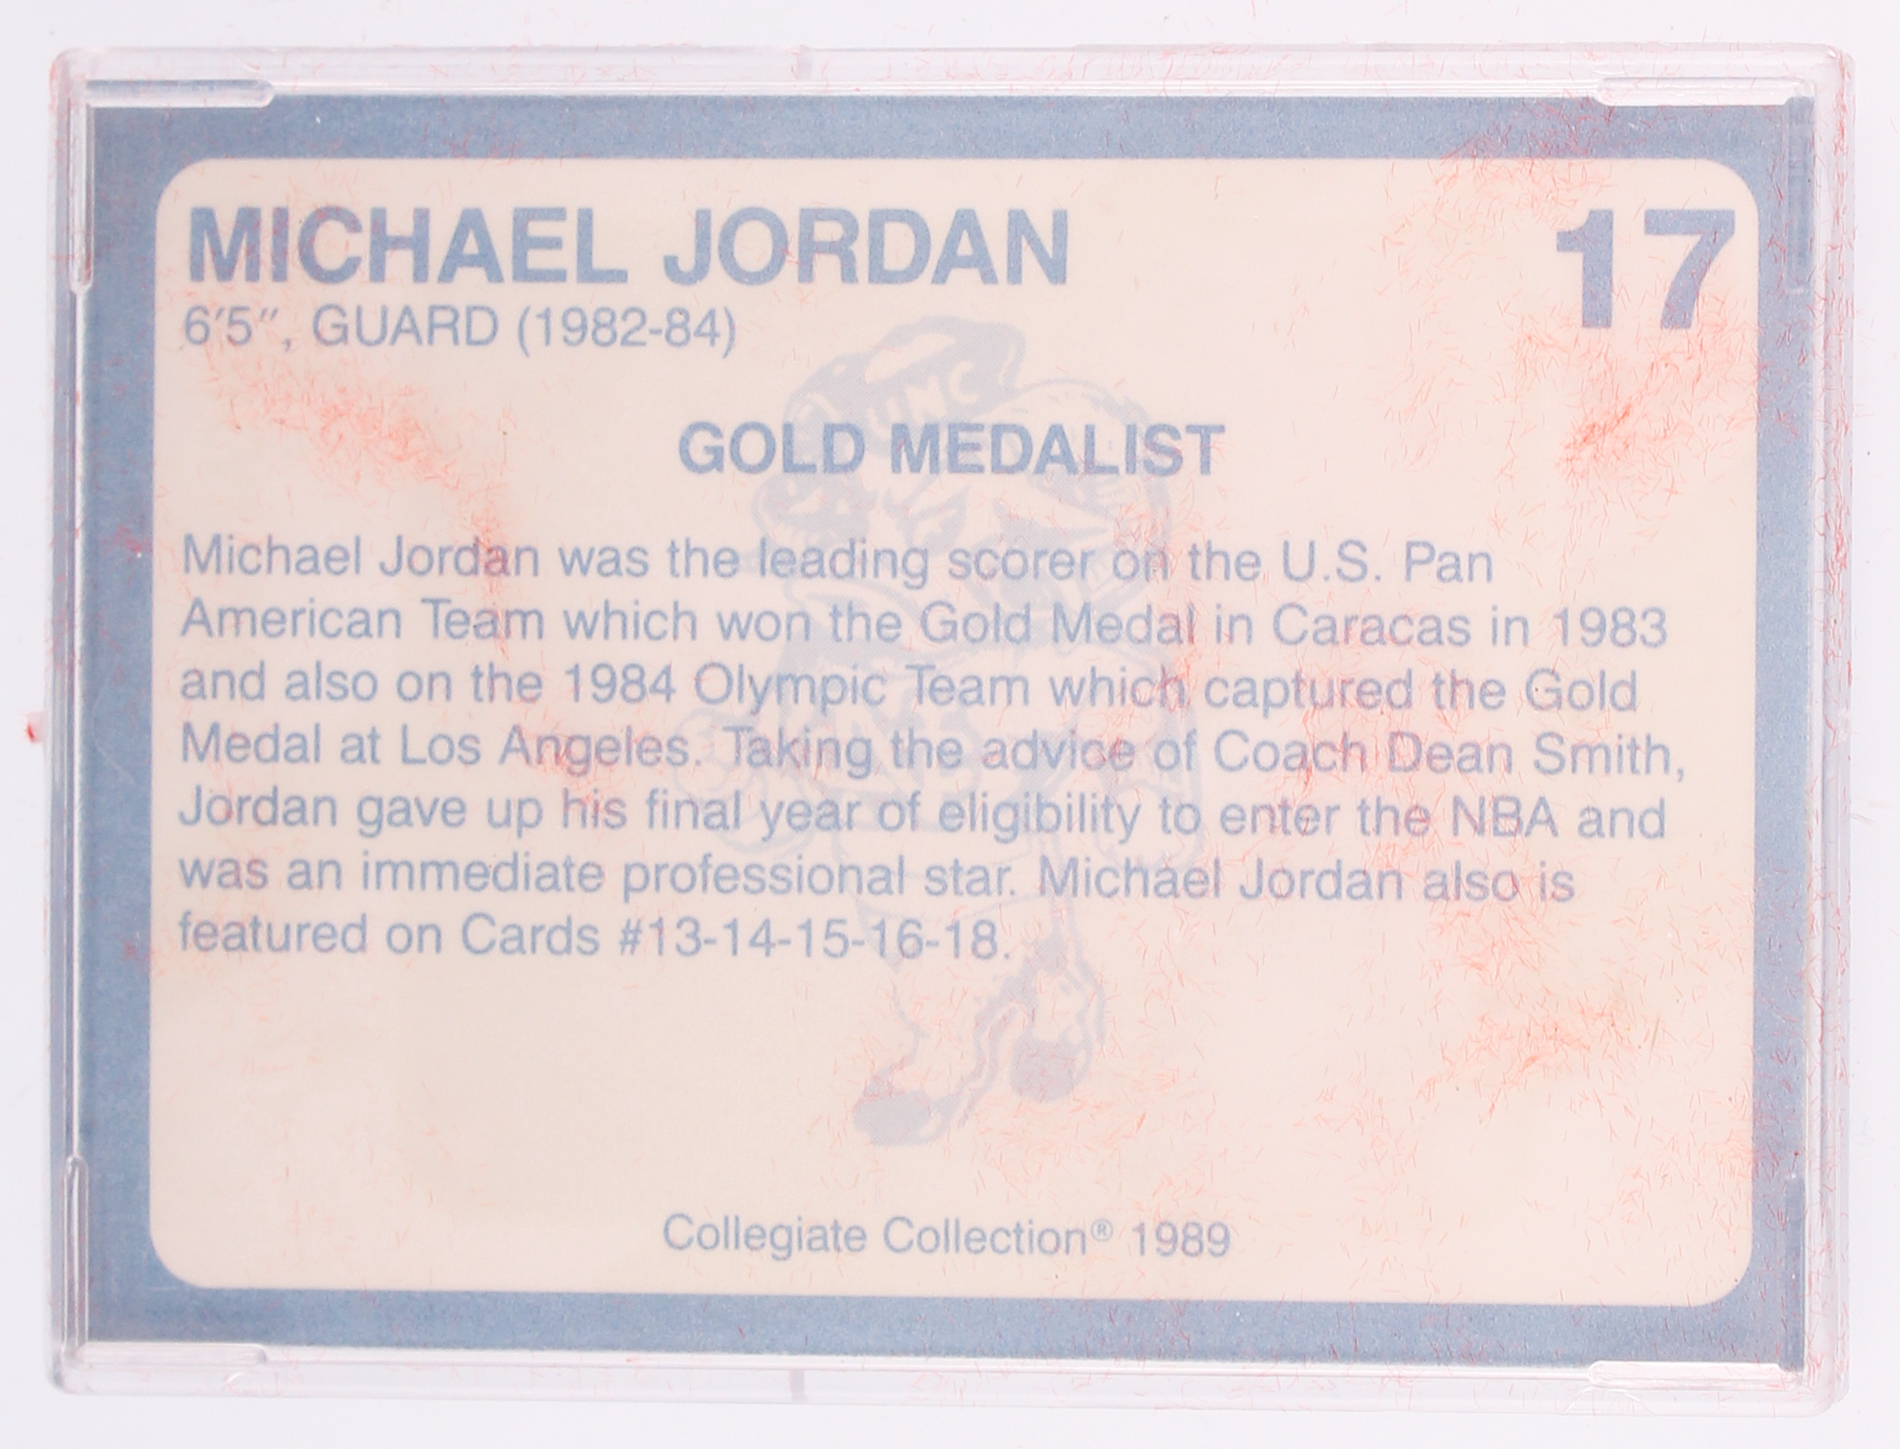 MICHAEL JORDAN 17
6'5", GUARD (1982-84)
UNC
GOLD MEDALIST
Michael Jordan was the leading scorer on the U.S. Pan
American Team which won the Gold Medal in Caracas in 1983
and also on the 1984 Olympic Team which captured the Gold
Medal at Los Angeles. Taking the advice of Coach Dean Smith,
Jordan gave up his final year of eligibility to enter the NBA and
was an immediate professional star. Michael Jordan also is
featured on Cards #13-14-15-16-18.
Collegiate Collection® 1989